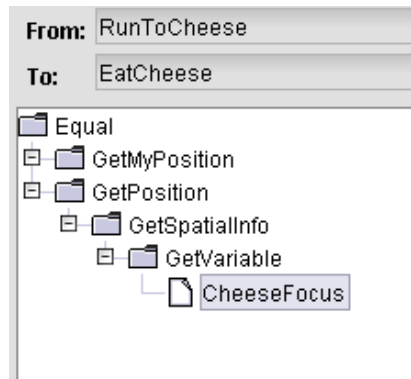 From: RunToCheese
To: EatCheese
Equal
GetMyPosition
GetPosition
GetSpatialInfo
GetVariable
CheeseFocus